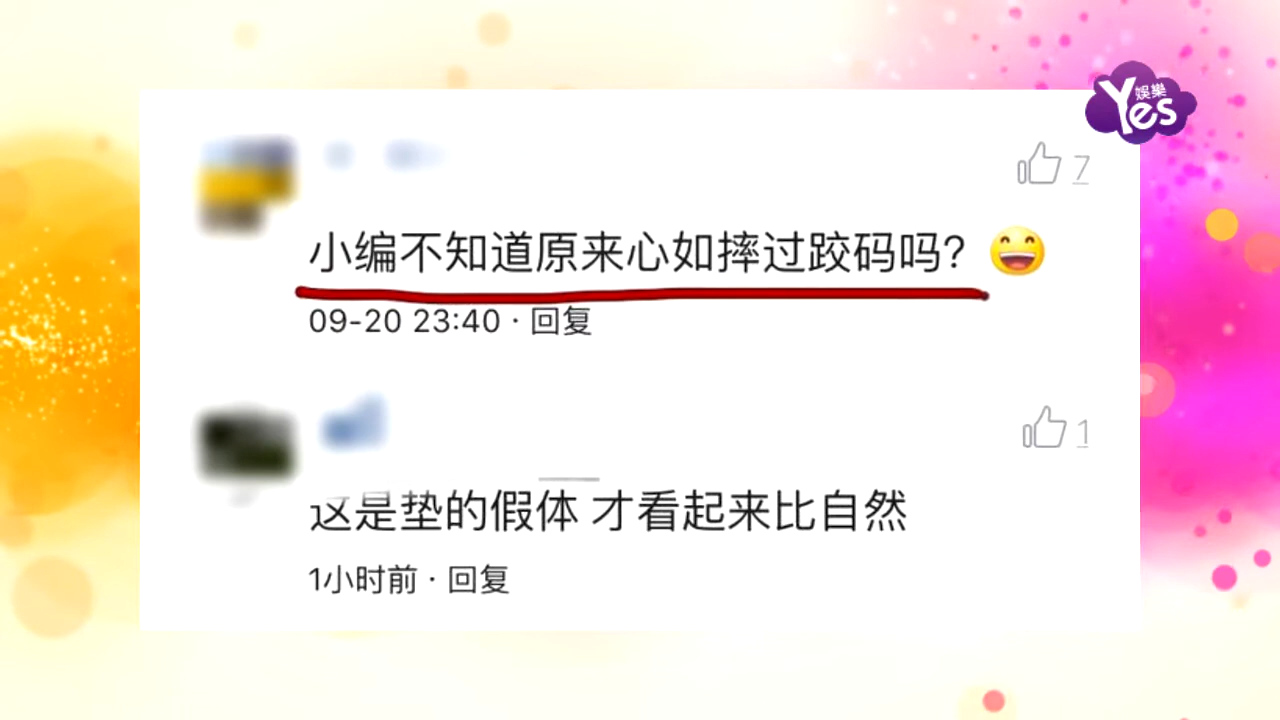 娛樂
Yes
7
小编不知道原来心如摔过跤码吗？😄
09-20 23:40 · 回复
1
这是垫的假体 才看起来比自然
1小时前 · 回复